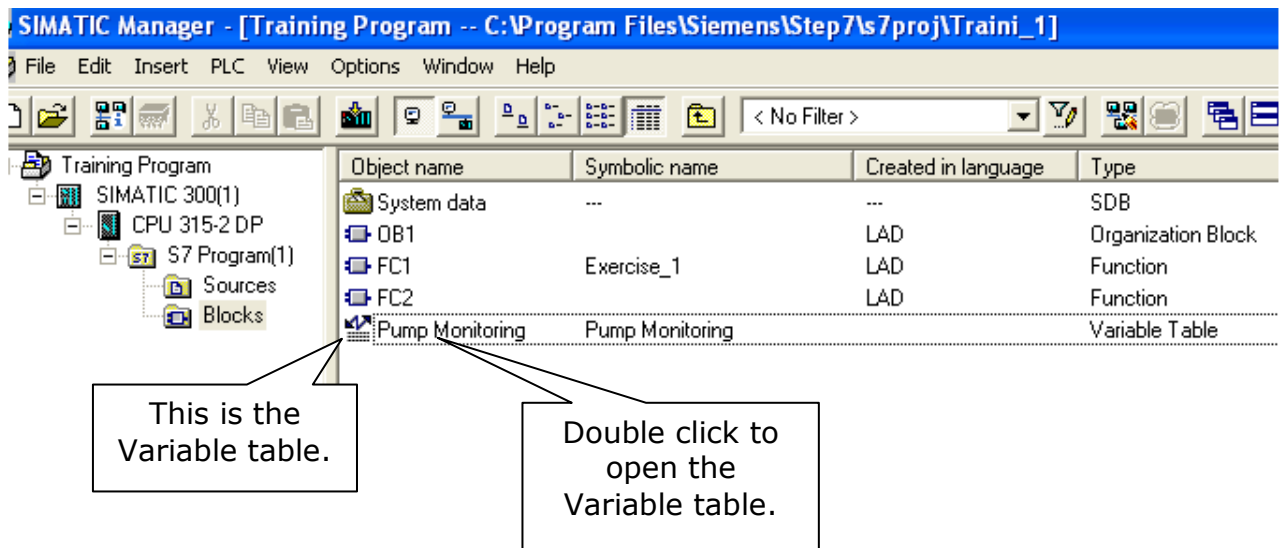 SIMATIC Manager - [Training Program -- C:\Program Files\Siemens\Step7\s7proj\Traini_1]
File Edit Insert PLC View Options Window Help
< No Filter >
Training Program
SIMATIC 300(1)
CPU 315-2 DP
S7 Program(1)
Sources
Blocks
Object name Symbolic name Created in language Type
System data --- --- SDB
OB1 LAD Organization Block
FC1 Exercise_1 LAD Function
FC2 LAD Function
Pump Monitoring Pump Monitoring Variable Table
This is the
Variable table.
Double click to
open the
Variable table.